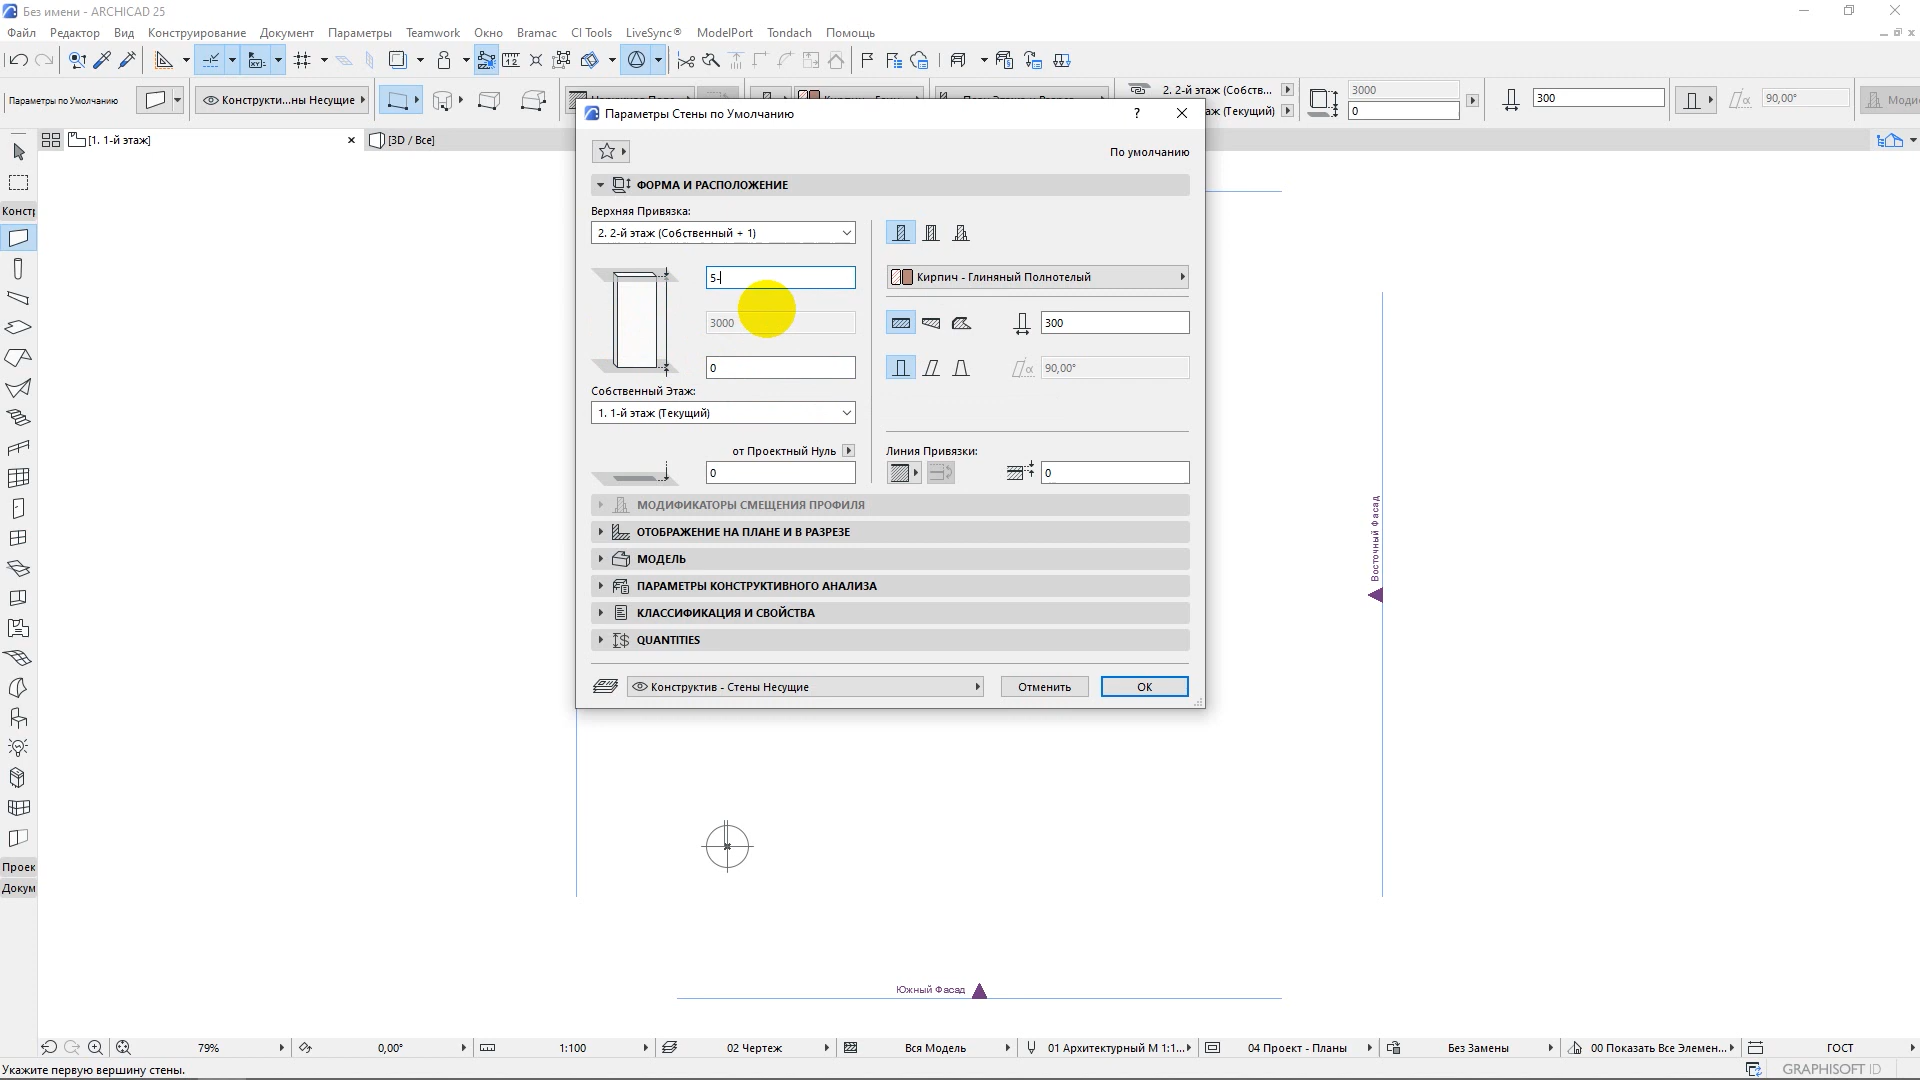 Без имени - ARCHICAD 25
Файл Редактор Вид Конструирование Документ Параметры Teamwork Окно Bramac CI Tools LiveSync® ModelPort Tondach Помощь
Параметры по Умолчанию
Конструкти...ны Несущие
2. 2-й этаж (Собств...
аж (Текущий)
3000
0
300
90,00°
Моди
[1. 1-й этаж]
[3D / Все]
Параметры Стены по Умолчанию
?
По умолчанию
ФОРМА И РАСПОЛОЖЕНИЕ
Верхняя Привязка:
2. 2-й этаж (Собственный + 1)
5-
3000
0
Кирпич - Глиняный Полнотелый
300
90,00°
Собственный Этаж:
1. 1-й этаж (Текущий)
от Проектный Нуль
0
Линия Привязки:
0
МОДИФИКАТОРЫ СМЕЩЕНИЯ ПРОФИЛЯ
ОТОБРАЖЕНИЕ НА ПЛАНЕ И В РАЗРЕЗЕ
МОДЕЛЬ
ПАРАМЕТРЫ КОНСТРУКТИВНОГО АНАЛИЗА
КЛАССИФИКАЦИЯ И СВОЙСТВА
QUANTITIES
Конструктив - Стены Несущие
Отменить
ОК
Констр
Проек
Докум
Восточный Фасад
Южный Фасад
79% 0,00° 1:100 02 Чертеж Вся Модель 01 Архитектурный М 1:1... 04 Проект - Планы Без Замены 00 Показать Все Элемен... ГОСТ
Укажите первую вершину стены.
GRAPHISOFT ID